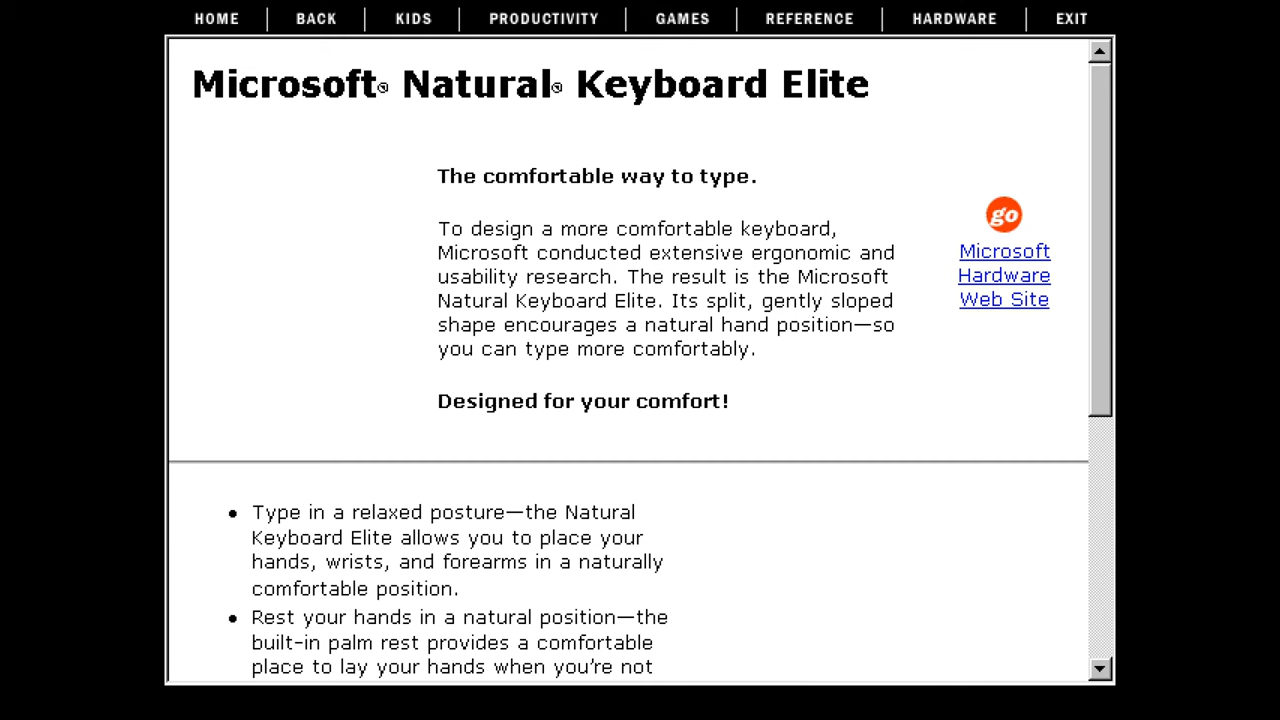 HOME BACK KIDS PRODUCTIVITY GAMES REFERENCE HARDWARE EXIT
Microsoft® Natural® Keyboard Elite
The comfortable way to type.
To design a more comfortable keyboard,
Microsoft conducted extensive ergonomic and
usability research. The result is the Microsoft
Natural Keyboard Elite. Its split, gently sloped
shape encourages a natural hand position—so
you can type more comfortably.
Designed for your comfort!
go
Microsoft
Hardware
Web Site
• Type in a relaxed posture—the Natural
Keyboard Elite allows you to place your
hands, wrists, and forearms in a naturally
comfortable position.
• Rest your hands in a natural position—the
built-in palm rest provides a comfortable
place to lay your hands when you're not